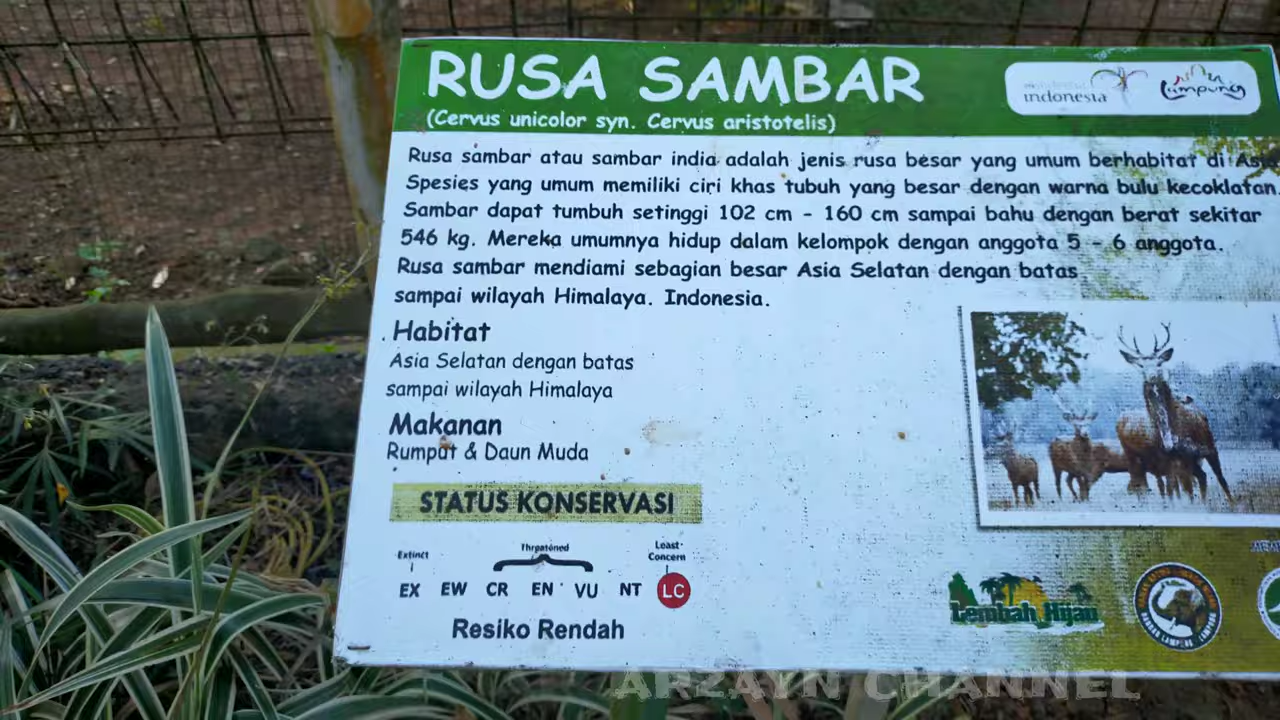 RUSA SAMBAR
(Cervus unicolor syn. Cervus aristotelis)
indonesia
Lampung
Rusa sambar atau sambar india adalah jenis rusa besar yang umum berhabitat di Asia
Spesies yang umum memiliki ciri khas tubuh yang besar dengan warna bulu kecoklatan.
Sambar dapat tumbuh setinggi 102 cm - 160 cm sampai bahu dengan berat sekitar
546 kg. Mereka umumnya hidup dalam kelompok dengan anggota 5 - 6 anggota.
Rusa sambar mendiami sebagian besar Asia Selatan dengan batas
sampai wilayah Himalaya. Indonesia.
Habitat
Asia Selatan dengan batas
sampai wilayah Himalaya
Makanan
Rumput & Daun Muda
STATUS KONSERVASI
Extinct Threatened Least Concern
EX EW CR EN VU NT LC
Resiko Rendah
Lembah Hijau
ARZAYN CHANNEL